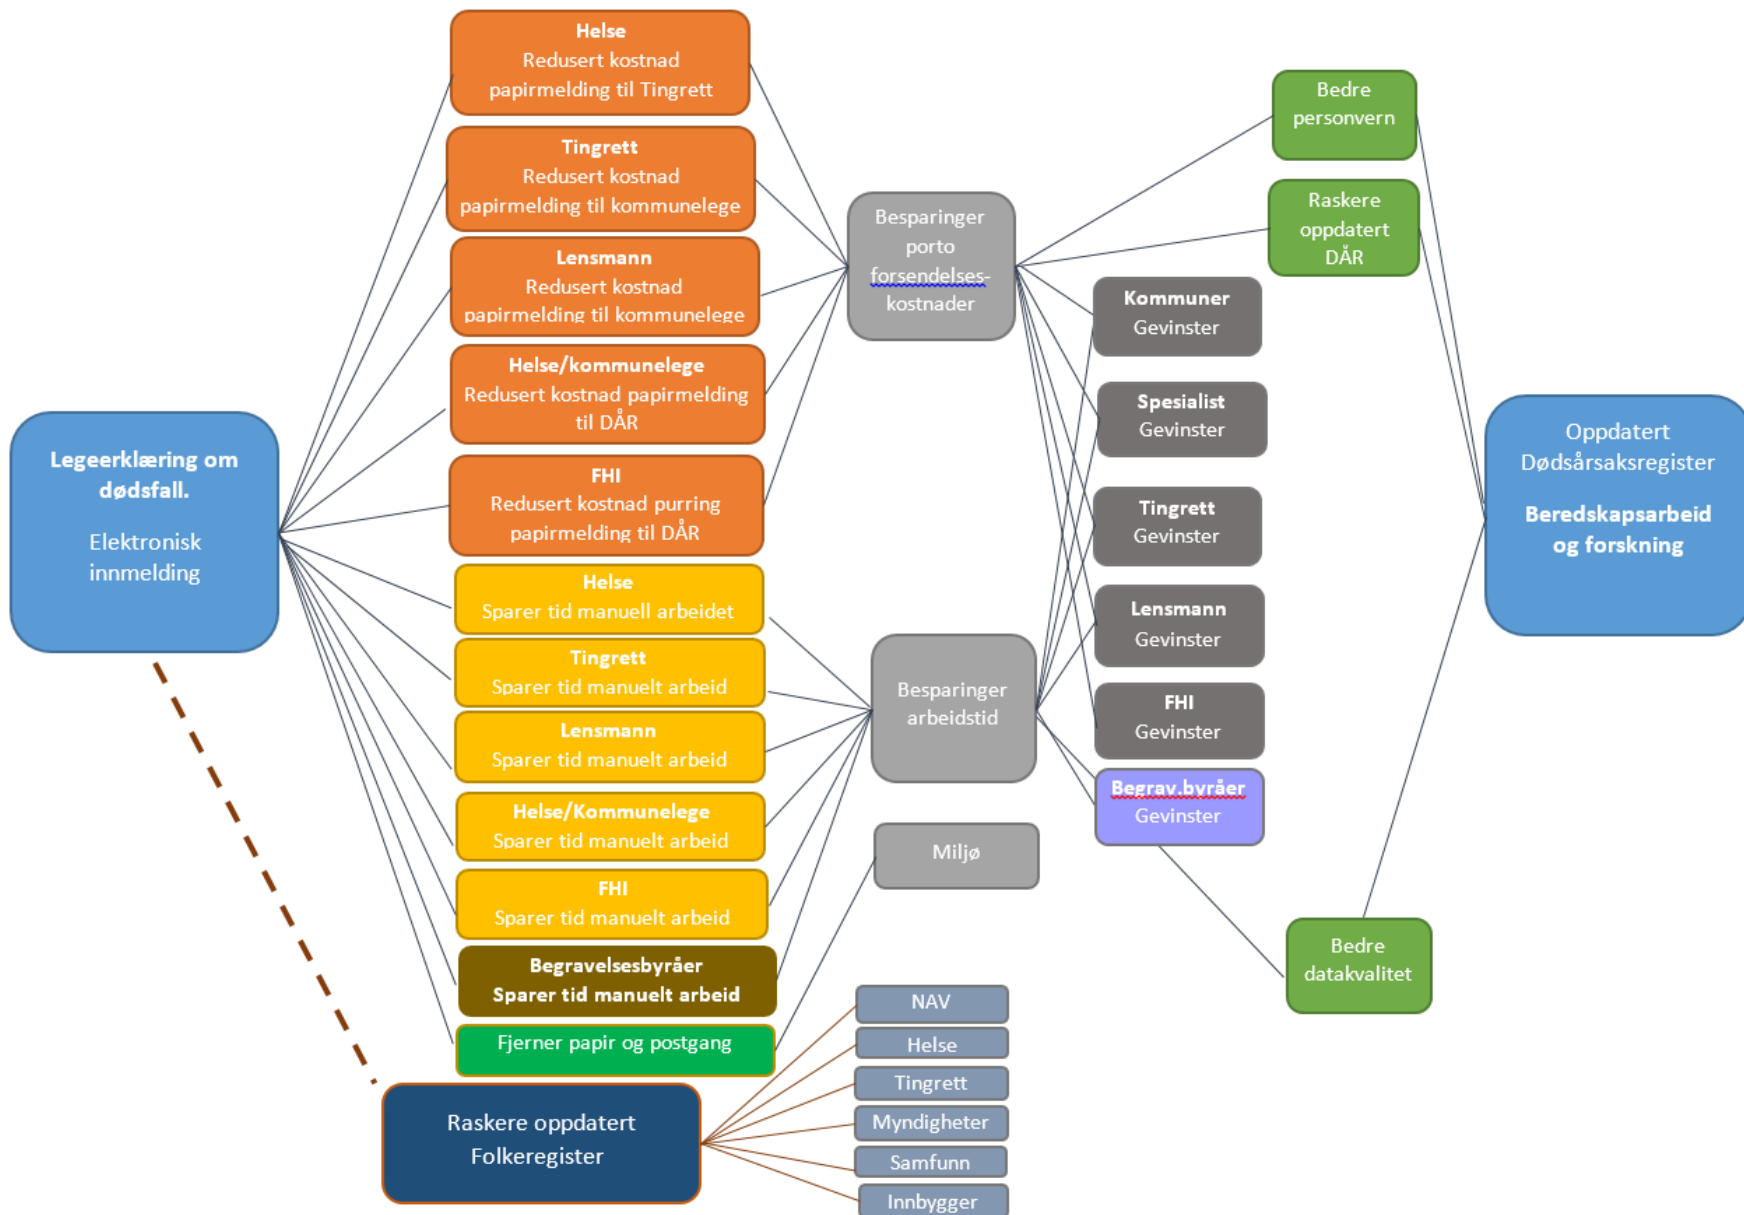 Legeerklæring om
dødsfall.
Elektronisk
innmelding
Helse
Redusert kostnad
papirmelding til Tingrett
Tingrett
Redusert kostnad
papirmelding til kommunelege
Lensmann
Redusert kostnad
papirmelding til kommunelege
Helse/kommunelege
Redusert kostnad papirmelding
til DÅR
FHI
Redusert kostnad purring
papirmelding til DÅR
Helse
Sparer tid manuell arbeidet
Tingrett
Sparer tid manuelt arbeid
Lensmann
Sparer tid manuelt arbeid
Helse/Kommunelege
Sparer tid manuelt arbeid
FHI
Sparer tid manuelt arbeid
Begravelsesbyråer
Sparer tid manuelt arbeid
Fjerner papir og postgang
Raskere oppdatert
Folkeregister
Besparinger
porto
forsendelses-
kostnader
Besparinger
arbeidstid
Miljø
NAV
Helse
Tingrett
Myndigheter
Samfunn
Innbygger
Kommuner
Gevinster
Spesialist
Gevinster
Tingrett
Gevinster
Lensmann
Gevinster
FHI
Gevinster
Begrav.byråer
Gevinster
Bedre
personvern
Raskere
oppdatert
DÅR
Bedre
datakvalitet
Oppdatert
Dødsårsaksregister
Beredskapsarbeid
og forskning